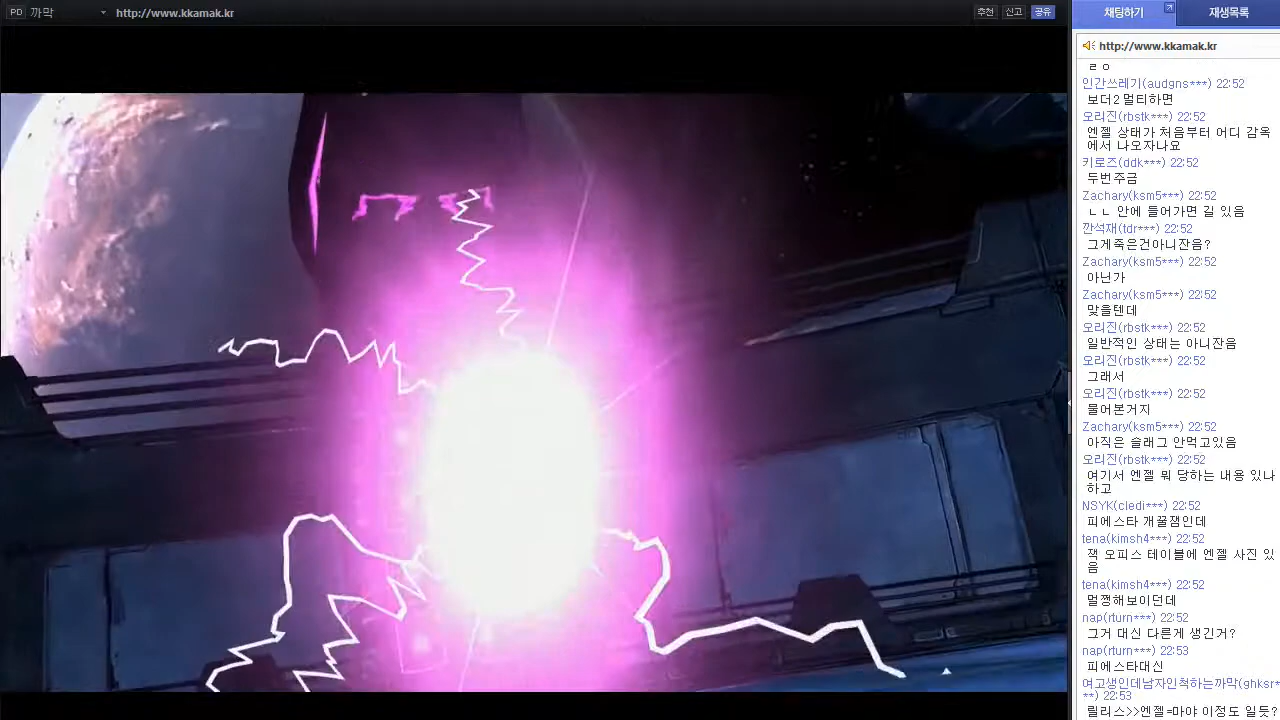 PD 까막 http://www.kkamak.kr 추천 신고 공유
채팅하기 재생목록
http://www.kkamak.kr
ㄹㅇ
인간쓰레기(audgns***) 22:52
보더2 멀티하면
오리진(rbstk***) 22:52
엔젤 상태가 처음부터 어디 감옥
에서 나오자나요
키로즈(ddk***) 22:52
두번주금
Zachary(ksm5***) 22:52
ㄴㄴ 안에 들어가면 길 있음
깐석재(tdr***) 22:52
그게죽은건아니잔음?
Zachary(ksm5***) 22:52
아닌가
Zachary(ksm5***) 22:52
맞을텐데
오리진(rbstk***) 22:52
일반적인 상태는 아니잔음
오리진(rbstk***) 22:52
그래서
오리진(rbstk***) 22:52
물어본거지
Zachary(ksm5***) 22:52
아직은 슬래그 안먹고있음
오리진(rbstk***) 22:52
여기서 엔젤 뭐 당하는 내용 있나
하고
NSYK(cledi***) 22:52
피에스타 개꿀잼인데
tena(kimsh4***) 22:52
잭 오피스 테이블에 엔젤 사진 있
음
tena(kimsh4***) 22:52
멀쩡해보이던데
nap(rturn***) 22:52
그거 대신 다른게 생긴거?
nap(rturn***) 22:53
피에스타대신
여고생인데남자인척하는까막(ghksr*
**) 22:53
릴리스>>엔젤=마야 이정도 일듯?